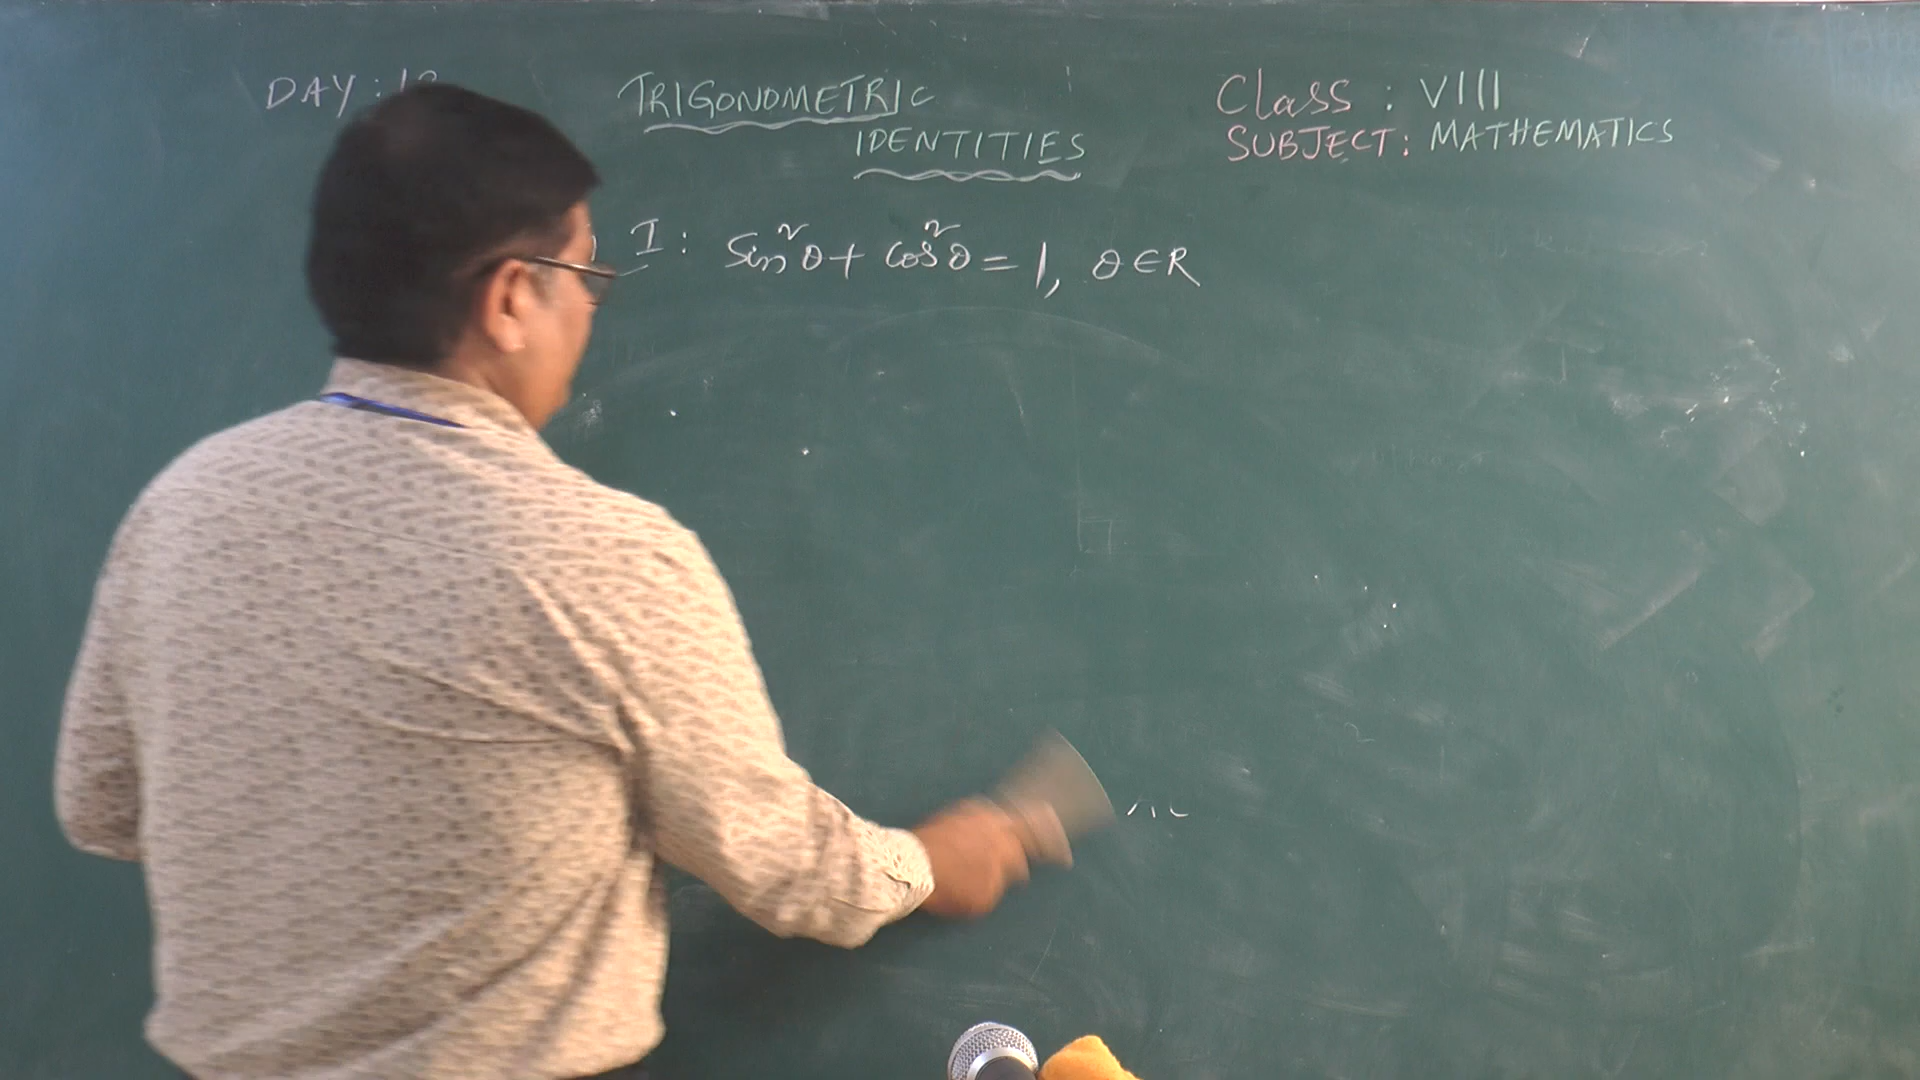 DAY :
TRIGONOMETRIC
IDENTITIES
Class : VIII
SUBJECT: MATHEMATICS
I : Sin²θ + Cos²θ = 1, θ ∈ R